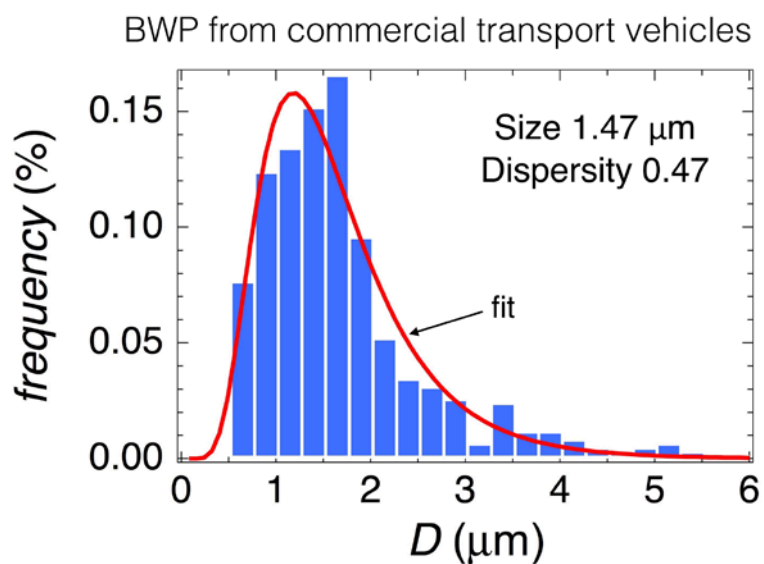 BWP from commercial transport vehicles
Size 1.47 μm
Dispersity 0.47
fit
frequency (%)
0.15
0.10
0.05
0.00
0 1 2 3 4 5 6
D (μm)